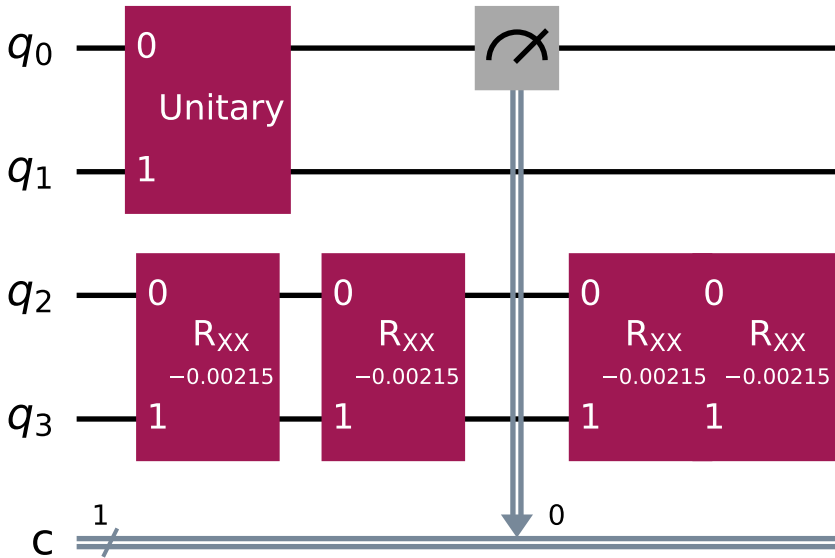 q0 0
Unitary
q1 1
q2 0 0 0 0
RXX RXX RXX RXX
−0.00215 −0.00215 −0.00215 −0.00215
q3 1 1 1 1
1 0
c